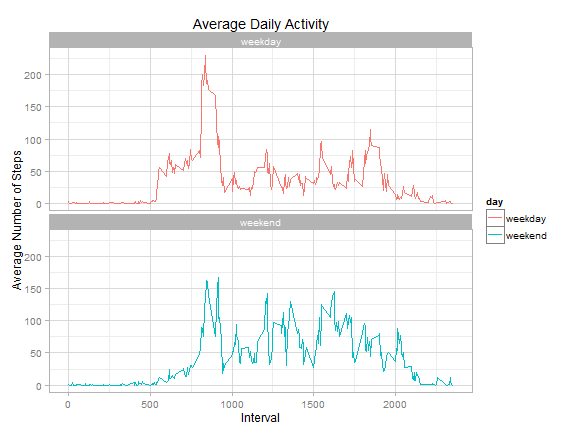 Average Daily Activity
weekday
200
150
100
50
0
weekend
200
150
100
50
0
0
500
1000
1500
2000
Interval
Average Number of Steps
day
weekday
weekend